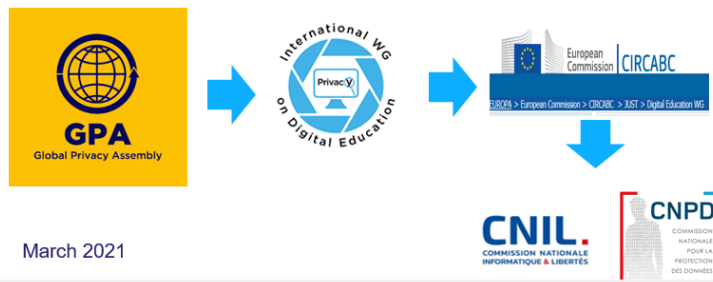 GPA
Global Privacy Assembly
International WG
Privacy
on Digital Education
European
Commission
CIRCABC
EUROPA > European Commission > CIRCABC > JUST > Digital Education WG
CNIL.
COMMISSION NATIONALE
INFORMATIQUE & LIBERTÉS
CNPD
COMMISSION
NATIONALE
POUR LA
PROTECTION
DES DONNÉES
March 2021